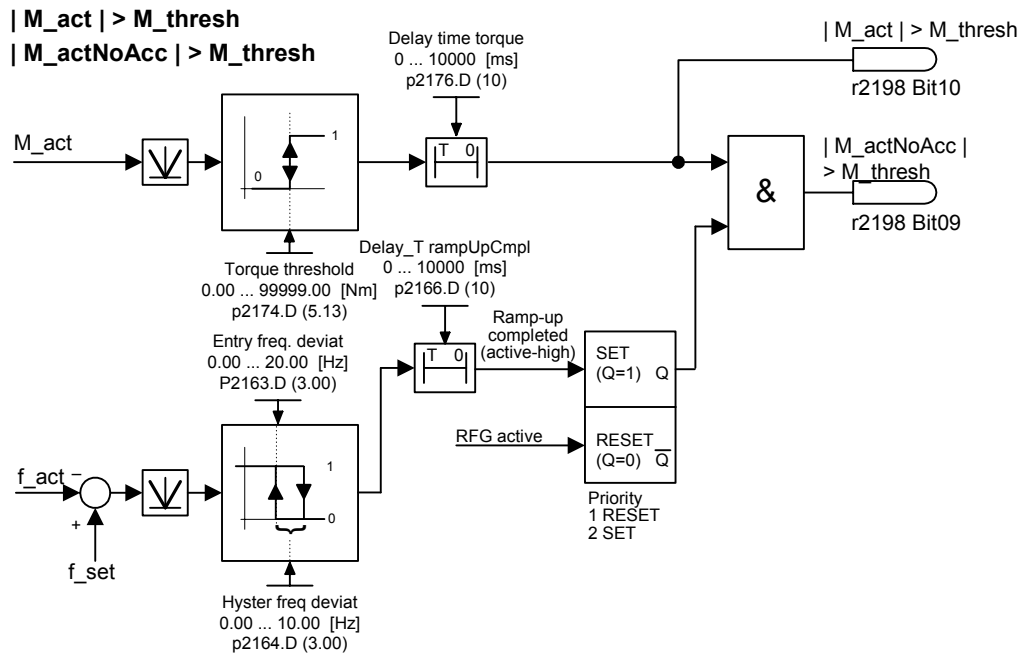 | M_act | > M_thresh
| M_actNoAcc | > M_thresh
Delay time torque
0 ... 10000 [ms]
p2176.D (10)
| M_act | > M_thresh
r2198 Bit10
M_act
1
0
T 0
&
| M_actNoAcc |
> M_thresh
r2198 Bit09
Torque threshold
0.00 ... 99999.00 [Nm]
p2174.D (5.13)
Delay_T rampUpCmpl
0 ... 10000 [ms]
p2166.D (10)
Entry freq. deviat
0.00 ... 20.00 [Hz]
P2163.D (3.00)
T 0
Ramp-up
completed
(active-high)
SET
(Q=1) Q
RFG active
RESET
(Q=0) Q̅
Priority
1 RESET
2 SET
f_act
−
+
f_set
1
0
Hyster freq deviat
0.00 ... 10.00 [Hz]
p2164.D (3.00)